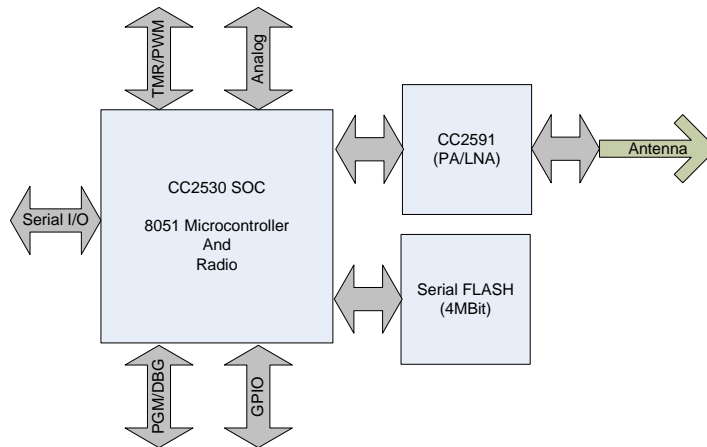 TMR/PWM
Analog
CC2591
(PA/LNA)
Antenna
CC2530 SOC
8051 Microcontroller
And
Radio
Serial I/O
Serial FLASH
(4MBit)
PGM/DBG
GPIO